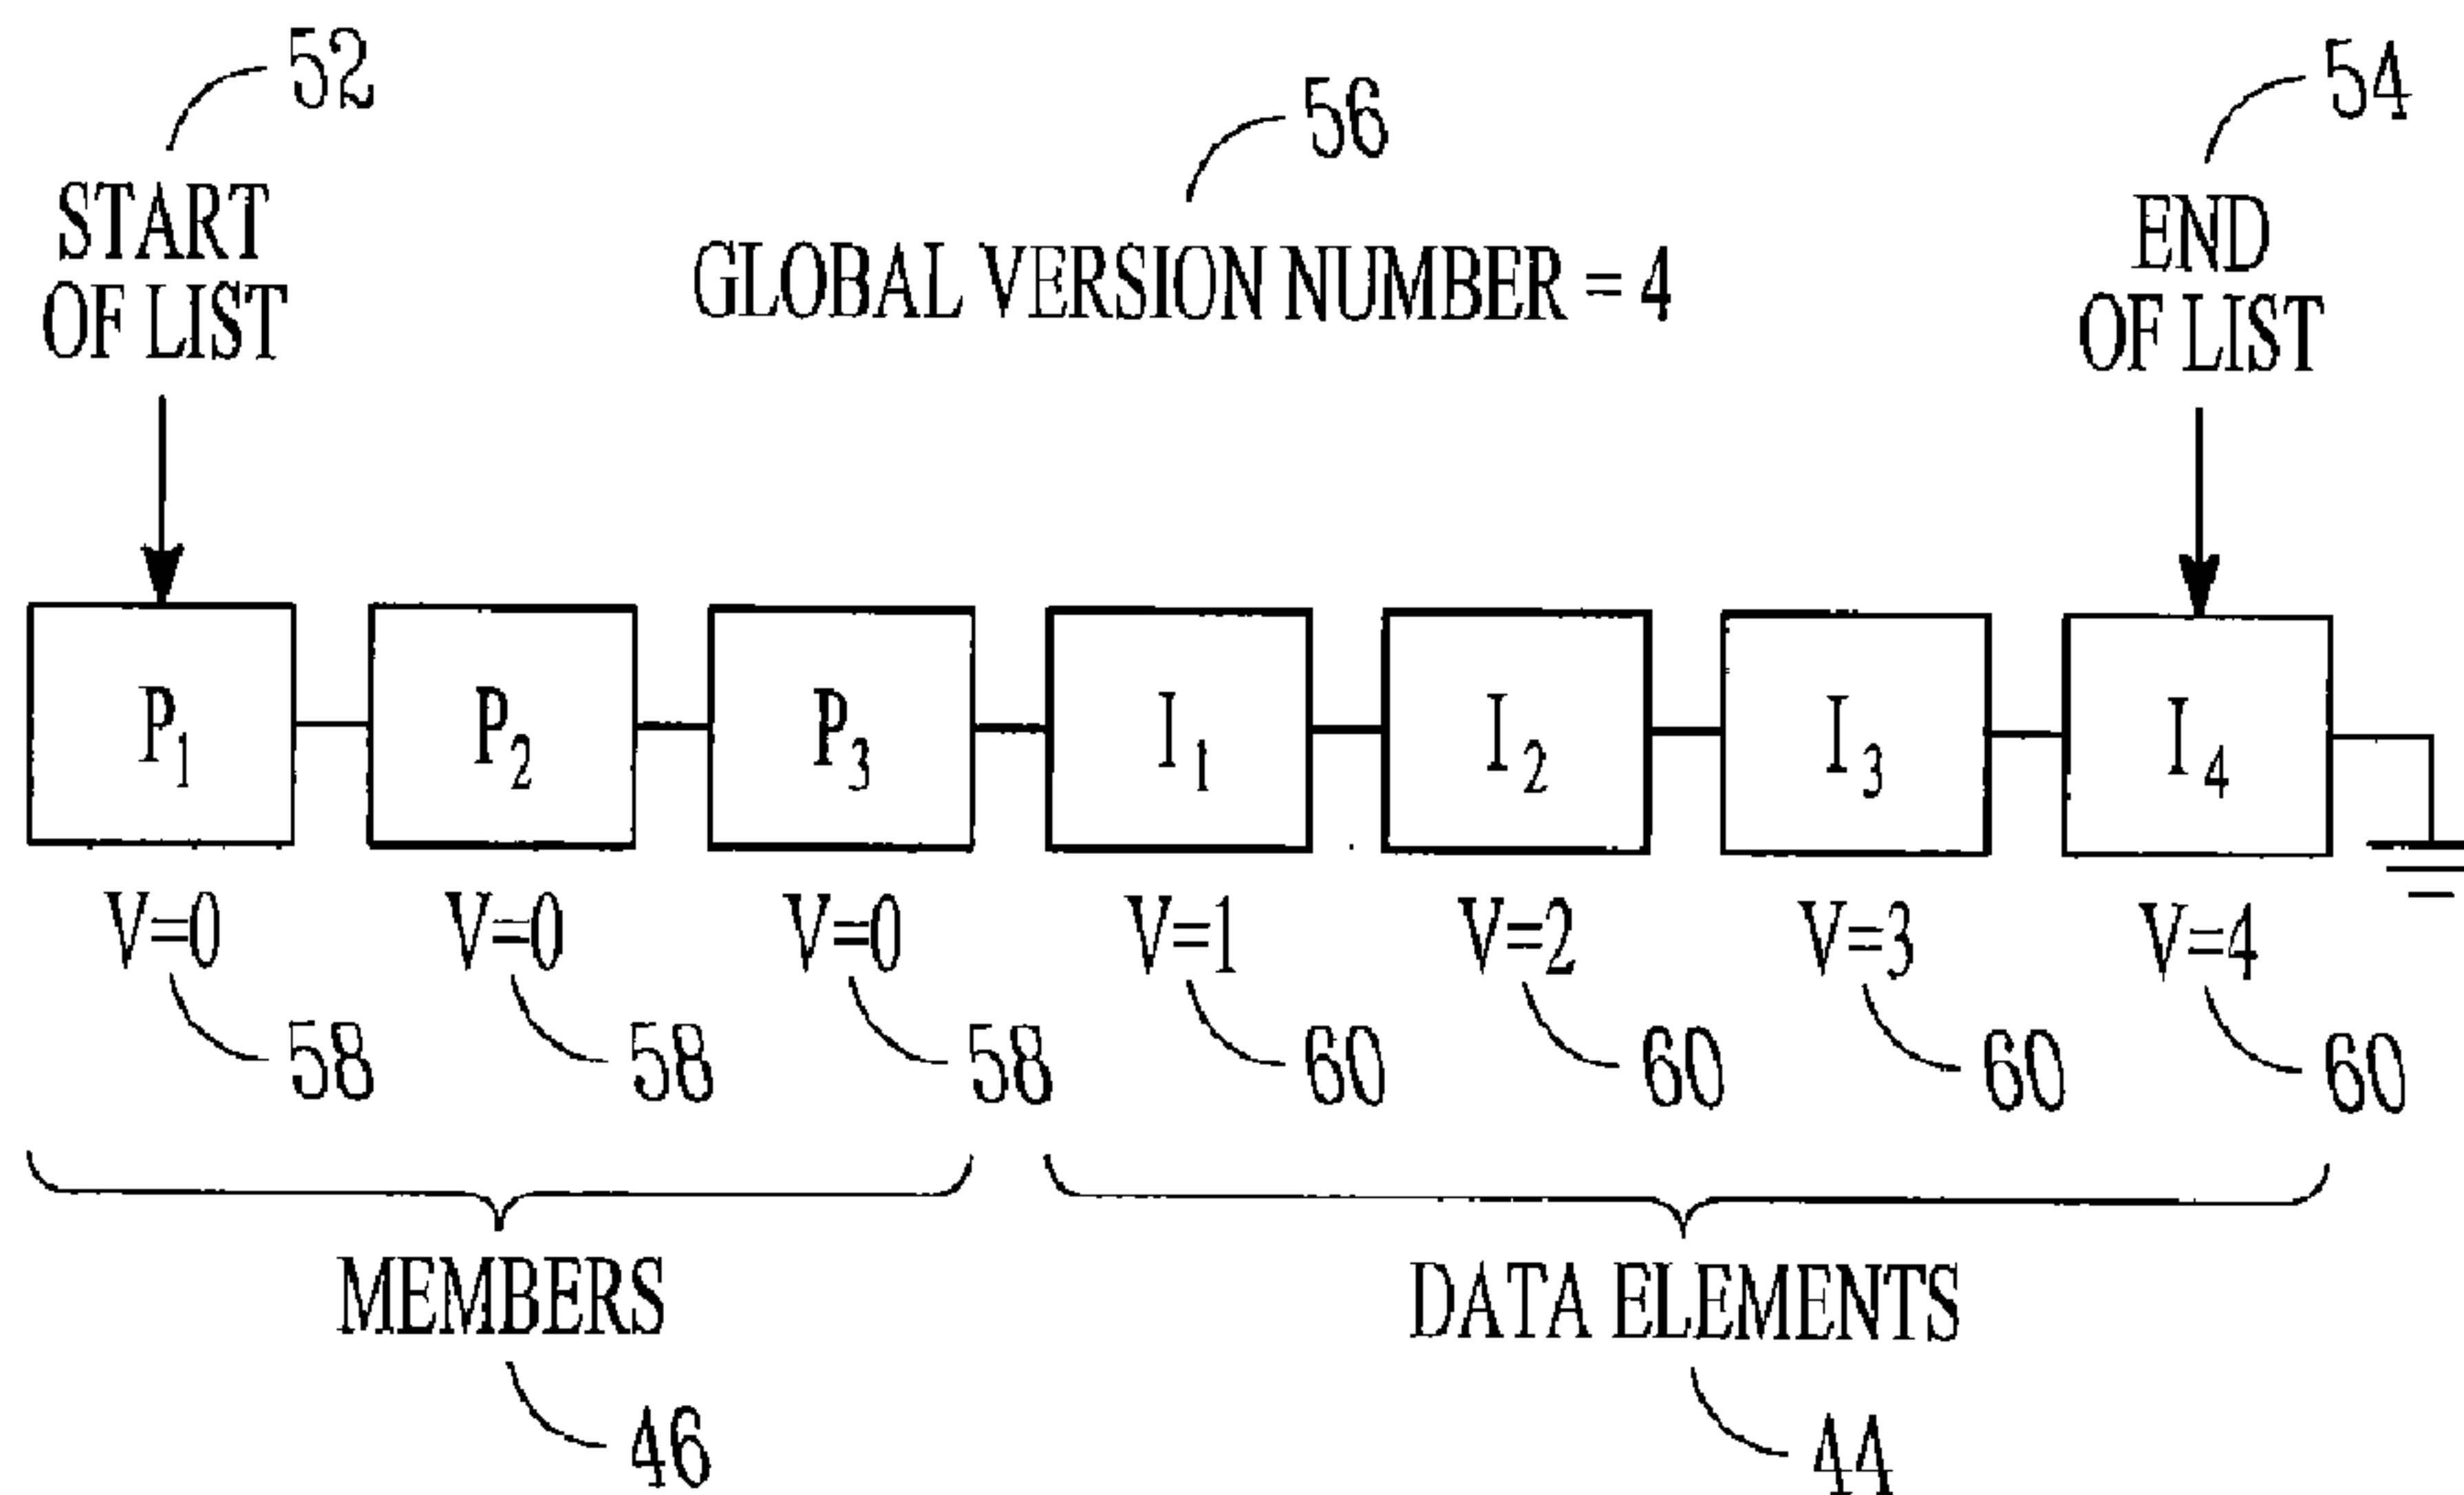 52
56
54
START
OF LIST
GLOBAL VERSION NUMBER = 4
END
OF LIST
P1
P2
P3
I1
I2
I3
I4
V=0
V=0
V=0
V=1
V=2
V=3
V=4
58
58
58
60
60
60
60
MEMBERS
DATA ELEMENTS
46
44